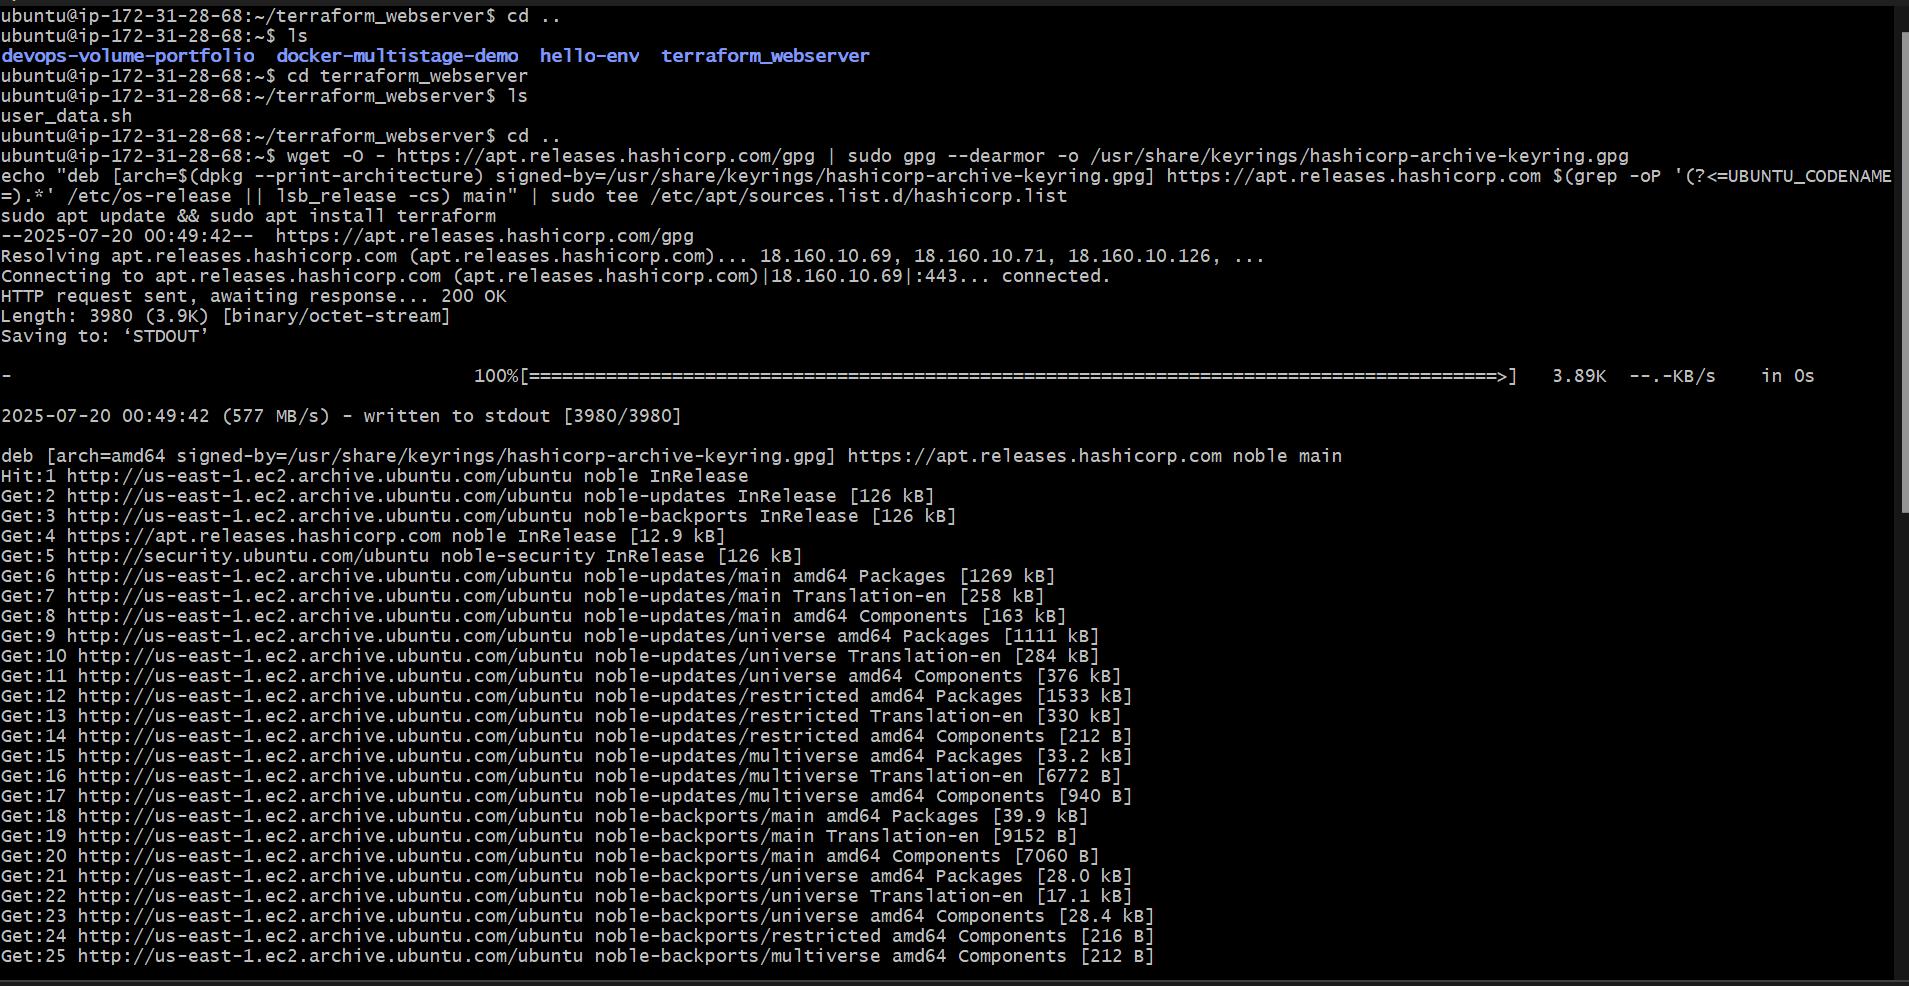 ubuntu@ip-172-31-28-68:~/terraform_webserver$ cd ..
ubuntu@ip-172-31-28-68:~$ ls
devops-volume-portfolio  docker-multistage-demo  hello-env  terraform_webserver
ubuntu@ip-172-31-28-68:~$ cd terraform_webserver
ubuntu@ip-172-31-28-68:~/terraform_webserver$ ls
user_data.sh
ubuntu@ip-172-31-28-68:~/terraform_webserver$ cd ..
ubuntu@ip-172-31-28-68:~$ wget -O - https://apt.releases.hashicorp.com/gpg | sudo gpg --dearmor -o /usr/share/keyrings/hashicorp-archive-keyring.gpg
echo "deb [arch=$(dpkg --print-architecture) signed-by=/usr/share/keyrings/hashicorp-archive-keyring.gpg] https://apt.releases.hashicorp.com $(grep -oP '(?<=UBUNTU_CODENAME
=).*' /etc/os-release || lsb_release -cs) main" | sudo tee /etc/apt/sources.list.d/hashicorp.list
sudo apt update && sudo apt install terraform
--2025-07-20 00:49:42--  https://apt.releases.hashicorp.com/gpg
Resolving apt.releases.hashicorp.com (apt.releases.hashicorp.com)... 18.160.10.69, 18.160.10.71, 18.160.10.126, ...
Connecting to apt.releases.hashicorp.com (apt.releases.hashicorp.com)|18.160.10.69|:443... connected.
HTTP request sent, awaiting response... 200 OK
Length: 3980 (3.9K) [binary/octet-stream]
Saving to: ‘STDOUT’
-                                          100%[========================================================================================>]   3.89K  --.-KB/s    in 0s
2025-07-20 00:49:42 (577 MB/s) - written to stdout [3980/3980]
deb [arch=amd64 signed-by=/usr/share/keyrings/hashicorp-archive-keyring.gpg] https://apt.releases.hashicorp.com noble main
Hit:1 http://us-east-1.ec2.archive.ubuntu.com/ubuntu noble InRelease
Get:2 http://us-east-1.ec2.archive.ubuntu.com/ubuntu noble-updates InRelease [126 kB]
Get:3 http://us-east-1.ec2.archive.ubuntu.com/ubuntu noble-backports InRelease [126 kB]
Get:4 https://apt.releases.hashicorp.com noble InRelease [12.9 kB]
Get:5 http://security.ubuntu.com/ubuntu noble-security InRelease [126 kB]
Get:6 http://us-east-1.ec2.archive.ubuntu.com/ubuntu noble-updates/main amd64 Packages [1269 kB]
Get:7 http://us-east-1.ec2.archive.ubuntu.com/ubuntu noble-updates/main Translation-en [258 kB]
Get:8 http://us-east-1.ec2.archive.ubuntu.com/ubuntu noble-updates/main amd64 Components [163 kB]
Get:9 http://us-east-1.ec2.archive.ubuntu.com/ubuntu noble-updates/universe amd64 Packages [1111 kB]
Get:10 http://us-east-1.ec2.archive.ubuntu.com/ubuntu noble-updates/universe Translation-en [284 kB]
Get:11 http://us-east-1.ec2.archive.ubuntu.com/ubuntu noble-updates/universe amd64 Components [376 kB]
Get:12 http://us-east-1.ec2.archive.ubuntu.com/ubuntu noble-updates/restricted amd64 Packages [1533 kB]
Get:13 http://us-east-1.ec2.archive.ubuntu.com/ubuntu noble-updates/restricted Translation-en [330 kB]
Get:14 http://us-east-1.ec2.archive.ubuntu.com/ubuntu noble-updates/restricted amd64 Components [212 B]
Get:15 http://us-east-1.ec2.archive.ubuntu.com/ubuntu noble-updates/multiverse amd64 Packages [33.2 kB]
Get:16 http://us-east-1.ec2.archive.ubuntu.com/ubuntu noble-updates/multiverse Translation-en [6772 B]
Get:17 http://us-east-1.ec2.archive.ubuntu.com/ubuntu noble-updates/multiverse amd64 Components [940 B]
Get:18 http://us-east-1.ec2.archive.ubuntu.com/ubuntu noble-backports/main amd64 Packages [39.9 kB]
Get:19 http://us-east-1.ec2.archive.ubuntu.com/ubuntu noble-backports/main Translation-en [9152 B]
Get:20 http://us-east-1.ec2.archive.ubuntu.com/ubuntu noble-backports/main amd64 Components [7060 B]
Get:21 http://us-east-1.ec2.archive.ubuntu.com/ubuntu noble-backports/universe amd64 Packages [28.0 kB]
Get:22 http://us-east-1.ec2.archive.ubuntu.com/ubuntu noble-backports/universe Translation-en [17.1 kB]
Get:23 http://us-east-1.ec2.archive.ubuntu.com/ubuntu noble-backports/universe amd64 Components [28.4 kB]
Get:24 http://us-east-1.ec2.archive.ubuntu.com/ubuntu noble-backports/restricted amd64 Components [216 B]
Get:25 http://us-east-1.ec2.archive.ubuntu.com/ubuntu noble-backports/multiverse amd64 Components [212 B]